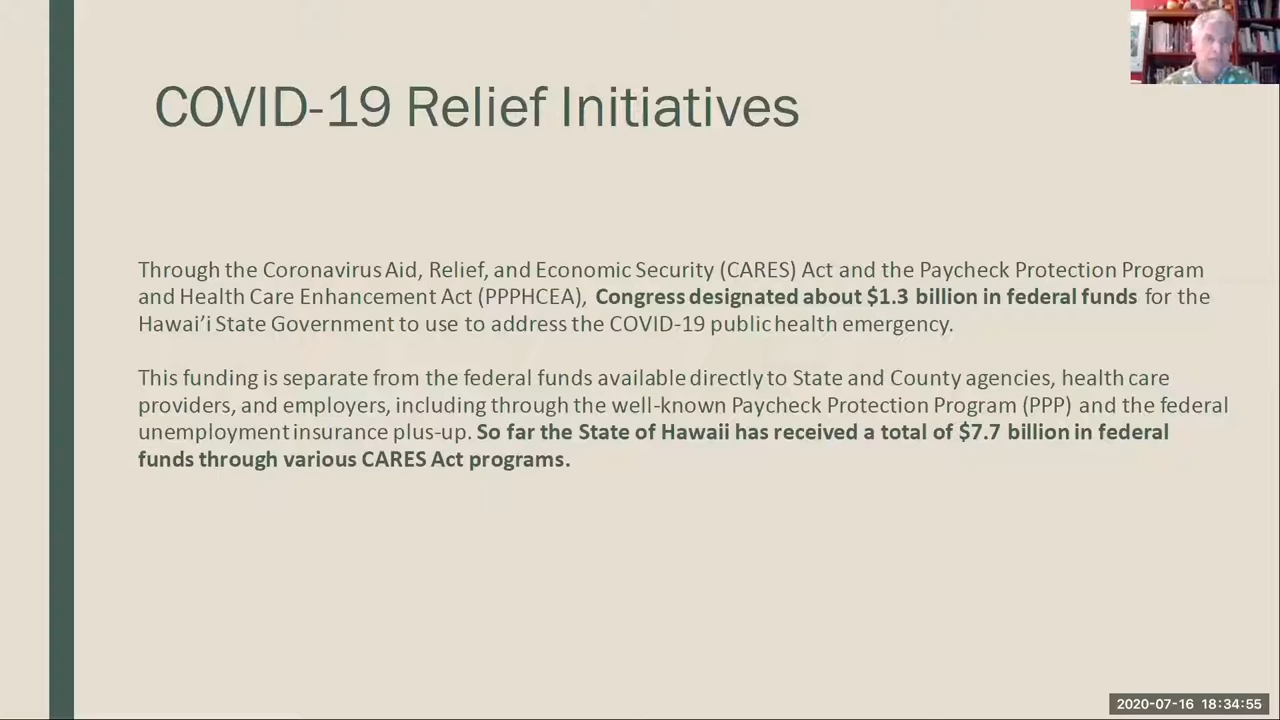 COVID-19 Relief Initiatives
Through the Coronavirus Aid, Relief, and Economic Security (CARES) Act and the Paycheck Protection Program
and Health Care Enhancement Act (PPPHCEA), Congress designated about $1.3 billion in federal funds for the
Hawai’i State Government to use to address the COVID-19 public health emergency.
This funding is separate from the federal funds available directly to State and County agencies, health care
providers, and employers, including through the well-known Paycheck Protection Program (PPP) and the federal
unemployment insurance plus-up. So far the State of Hawaii has received a total of $7.7 billion in federal
funds through various CARES Act programs.
2020-07-16 18:34:55